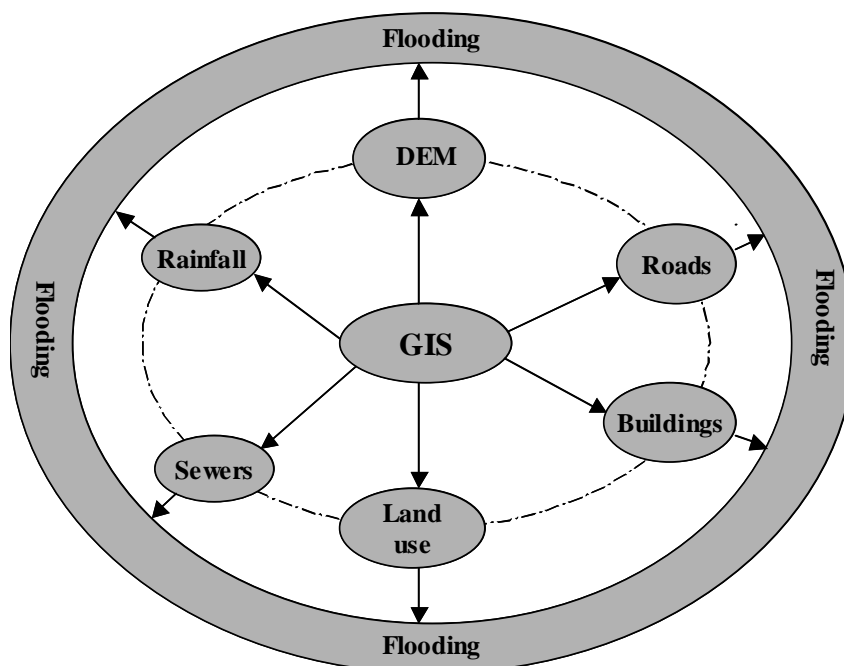 Flooding
DEM
Rainfall
Roads
Flooding
GIS
Flooding
Buildings
Sewers
Land
use
Flooding